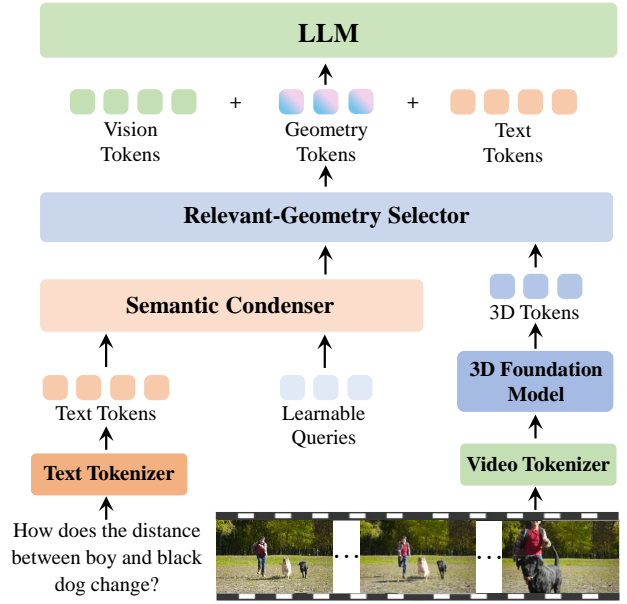 LLM
+ +
Vision
Tokens
Geometry
Tokens
Text
Tokens
Relevant-Geometry Selector
Semantic Condenser
3D Tokens
3D Foundation
Model
Text Tokens
Learnable
Queries
Text Tokenizer
Video Tokenizer
How does the distance
between boy and black
dog change?
... ...